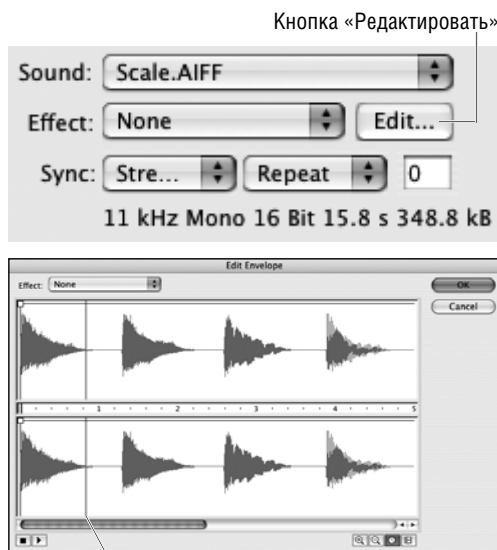 Кнопка «Редактировать»
Sound: Scale.AIFF
Effect: None Edit...
Sync: Stre... Repeat 0
11 kHz Mono 16 Bit 15.8 s 348.8 kB
Edit Envelope
Effect: None OK
Cancel
1 2 3 4 5